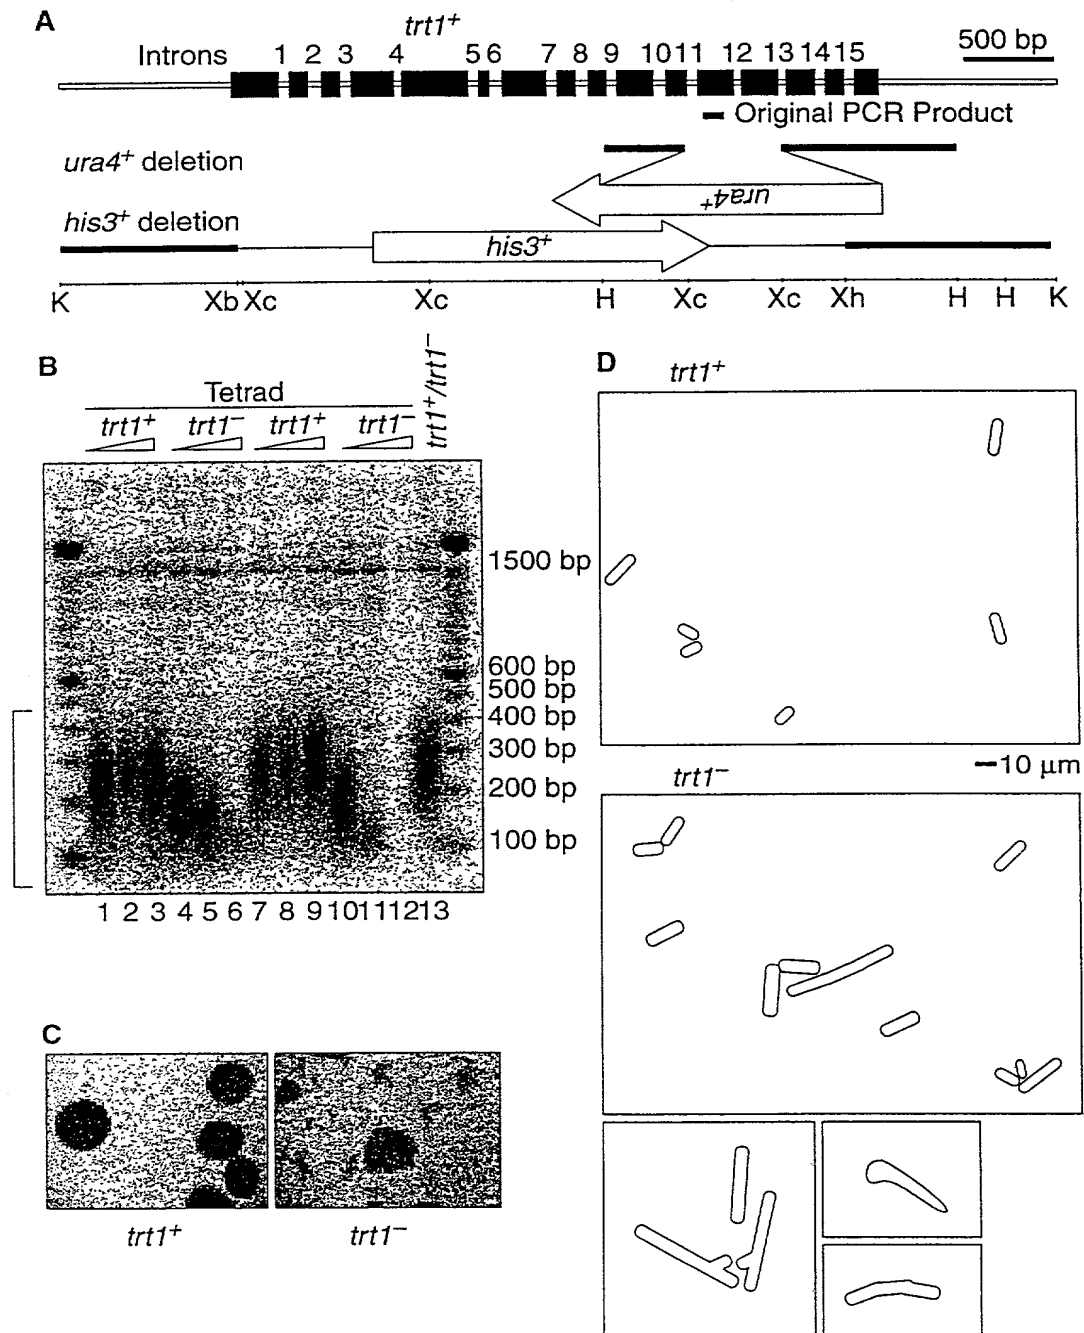 A
trt1+
Introns 1 2 3 4 5 6 7 8 9 10 11 12 13 14 15
500 bp
Original PCR Product
ura4+ deletion
ura4+
his3+ deletion
his3+
K Xb Xc Xc H Xc Xc Xh H H K
B
Tetrad
trt1+ trt1− trt1+ trt1−
trt1+/trt1−
1500 bp
600 bp
500 bp
400 bp
300 bp
200 bp
100 bp
1 2 3 4 5 6 7 8 9 10 11 12 13
C
trt1+ trt1−
D
trt1+
10 µm
trt1−